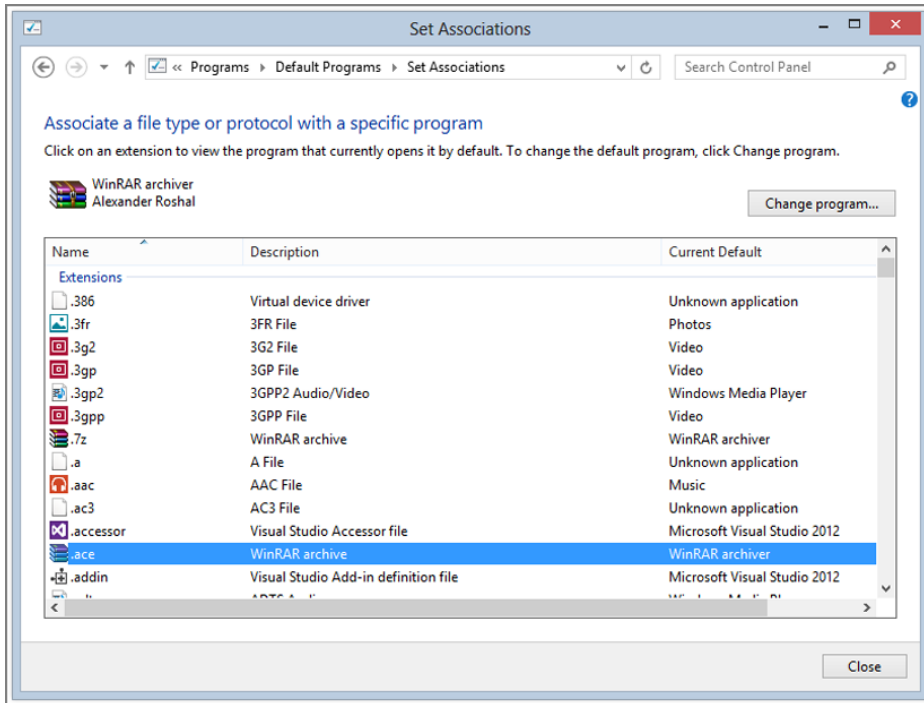 Set Associations
« Programs Default Programs Set Associations Search Control Panel
Associate a file type or protocol with a specific program
Click on an extension to view the program that currently opens it by default. To change the default program, click Change program.
WinRAR archiver
Alexander Roshal
Change program...
Name Description Current Default
Extensions
.386 Virtual device driver Unknown application
.3fr 3FR File Photos
.3g2 3G2 File Video
.3gp 3GP File Video
.3gp2 3GPP2 Audio/Video Windows Media Player
.3gpp 3GPP File Video
.7z WinRAR archive WinRAR archiver
.a A File Unknown application
.aac AAC File Music
.ac3 AC3 File Unknown application
.accessor Visual Studio Accessor file Microsoft Visual Studio 2012
.ace WinRAR archive WinRAR archiver
.addin Visual Studio Add-in definition file Microsoft Visual Studio 2012
Close